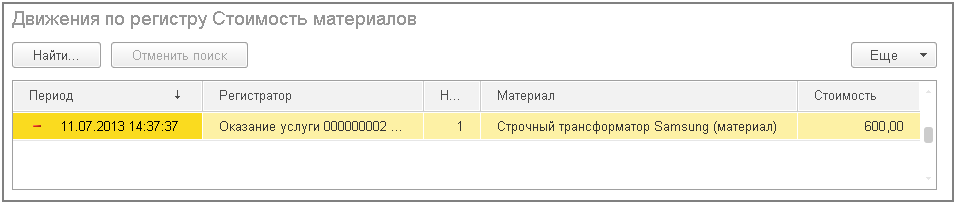 Движения по регистру Стоимость материалов
Найти... Отменить поиск Еще
Период Регистратор Н... Материал Стоимость
11.07.2013 14:37:37 Оказание услуги 000000002 ... 1 Строчный трансформатор Samsung (материал) 600,00